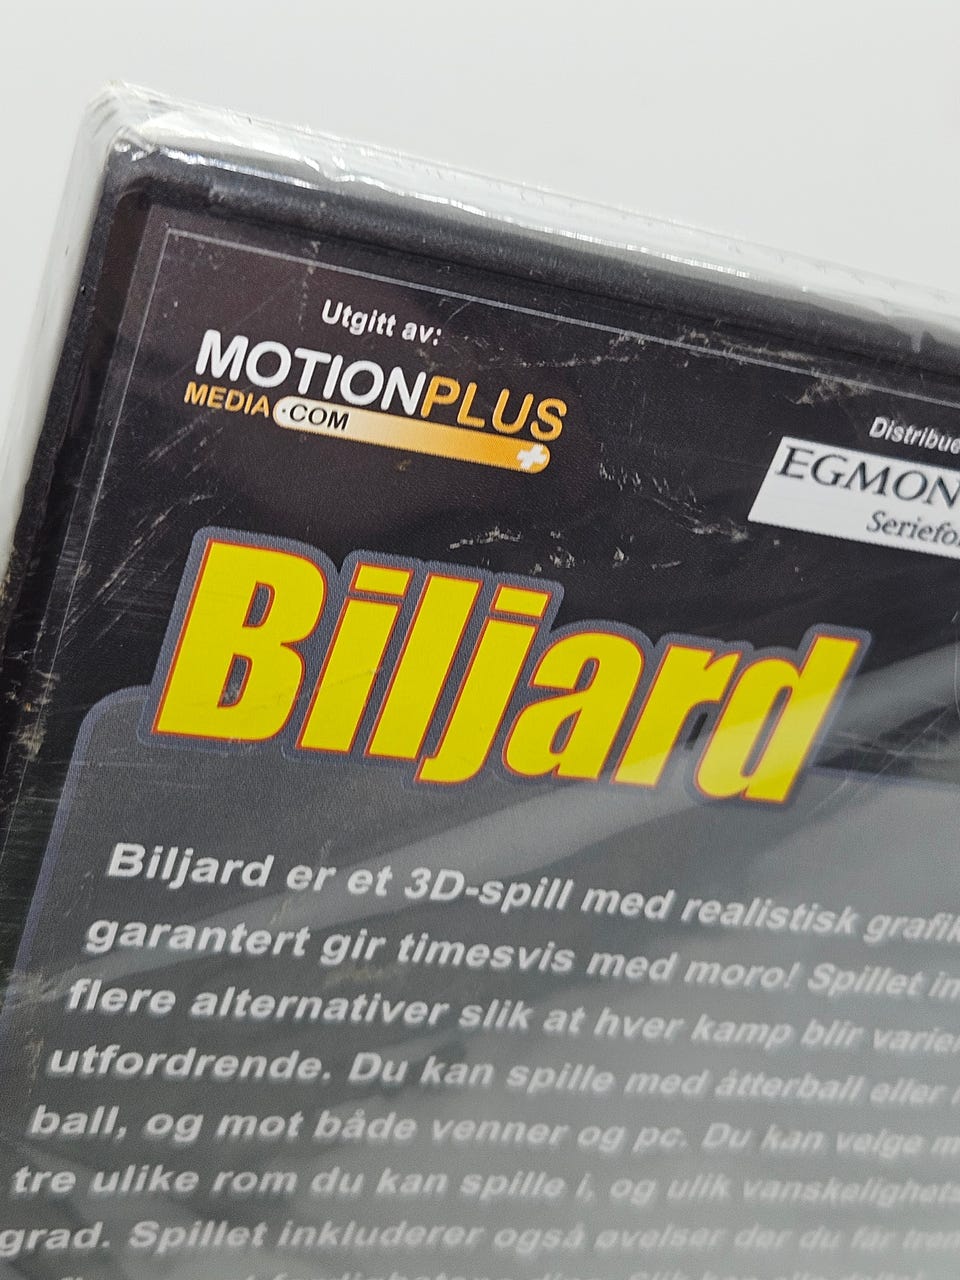 Utgitt av:
MOTIONPLUS
MEDIA.COM
Distribue
EGMON
Seriefor
Biljard
Biljard er et 3D-spill med realistisk grafik
garantert gir timesvis med moro! Spillet in
flere alternativer slik at hver kamp blir varie
utfordrende. Du kan spille med åtterball eller
ball, og mot både venner og pc. Du kan velge m
tre ulike rom du kan spille i, og ulik vanskelighets
grad. Spillet inkluderer også øvelser der du får